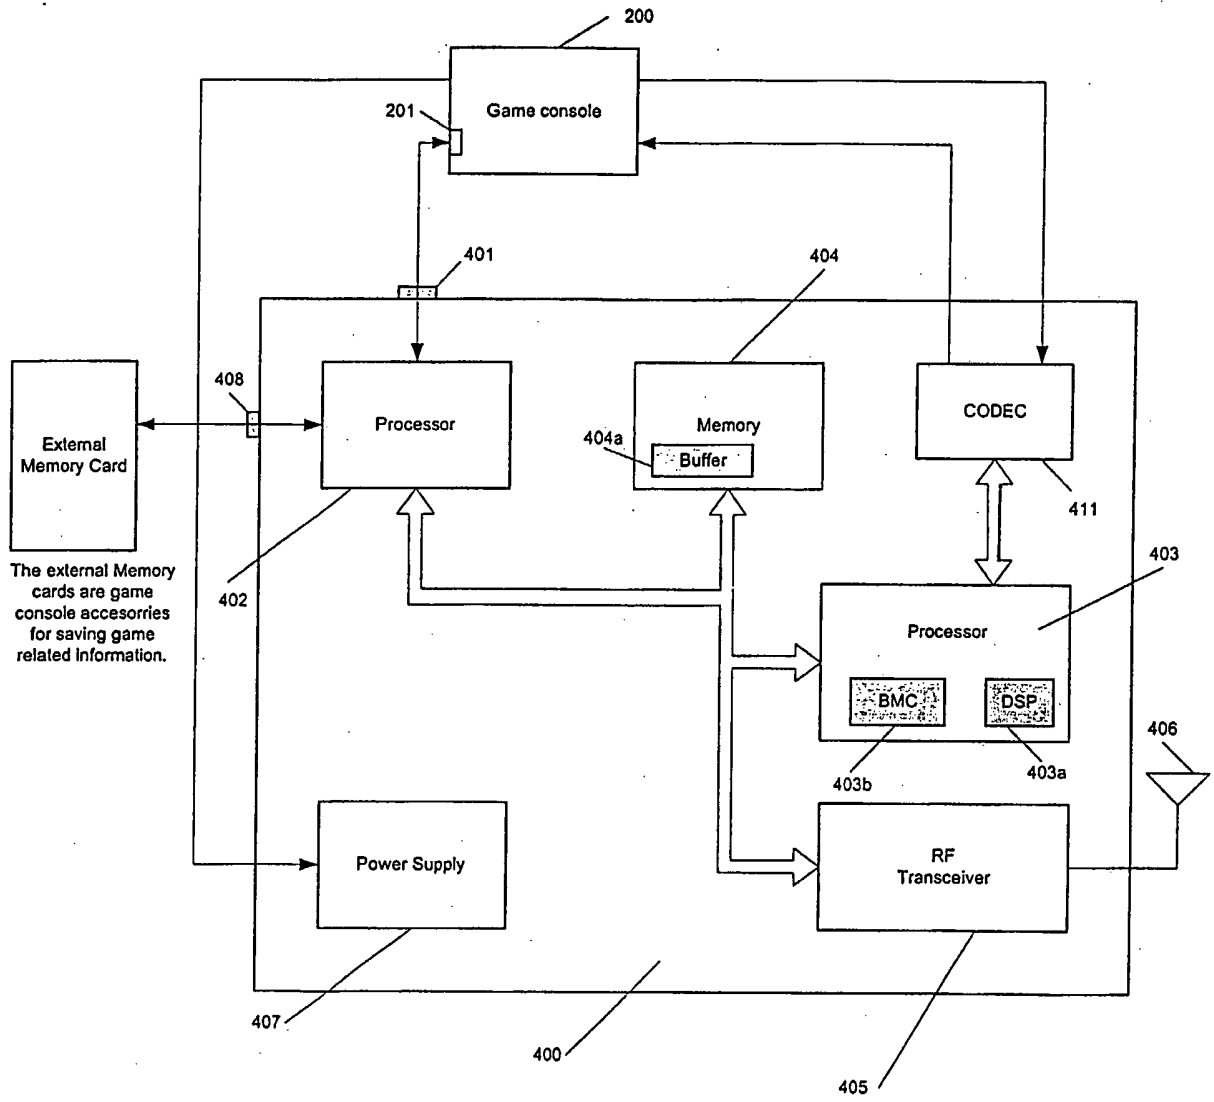 200
Game console
201
401
404
408
External
Memory Card
Processor
Memory
404a
Buffer
CODEC
411
The external Memory
cards are game
console accesorries
for saving game
related Information.
402
403
Processor
BMC
DSP
403b
403a
406
Power Supply
RF
Transceiver
407
400
405